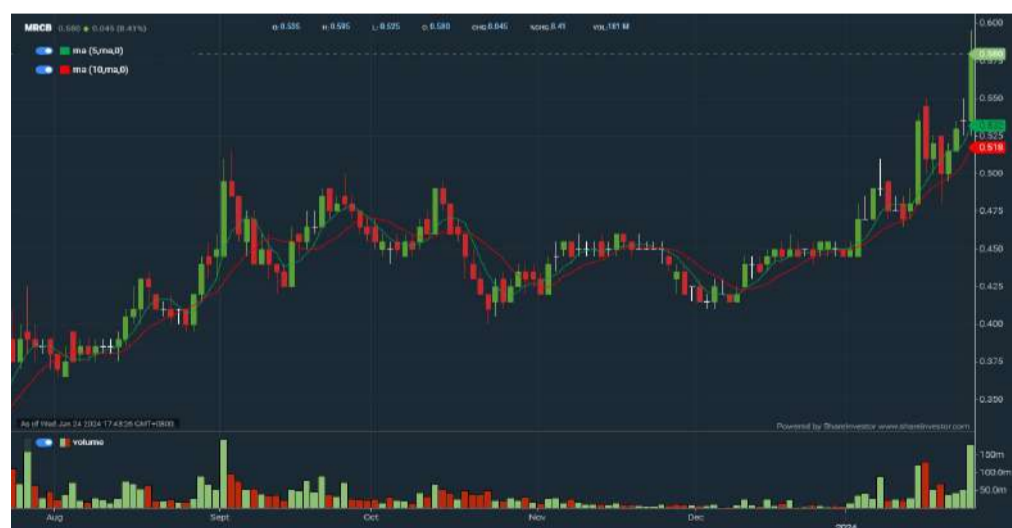 MRCB 0.580 0.045 (8.41%) O:0.535 H:0.595 L:0.525 C:0.580 CHG:0.045 %CHG:8.41 VOL:181 M
ma (5,ma,0)
ma (10,ma,0)
0.600
0.580
0.575
0.550
0.525
0.518
0.500
0.475
0.450
0.425
0.400
0.375
0.350
As of Wed Jan 24 2024 17:43:26 GMT+0800
Powered by ShareInvestor www.shareinvestor.com
volume
150m
100.0m
50.0m
Aug Sept Oct Nov Dec